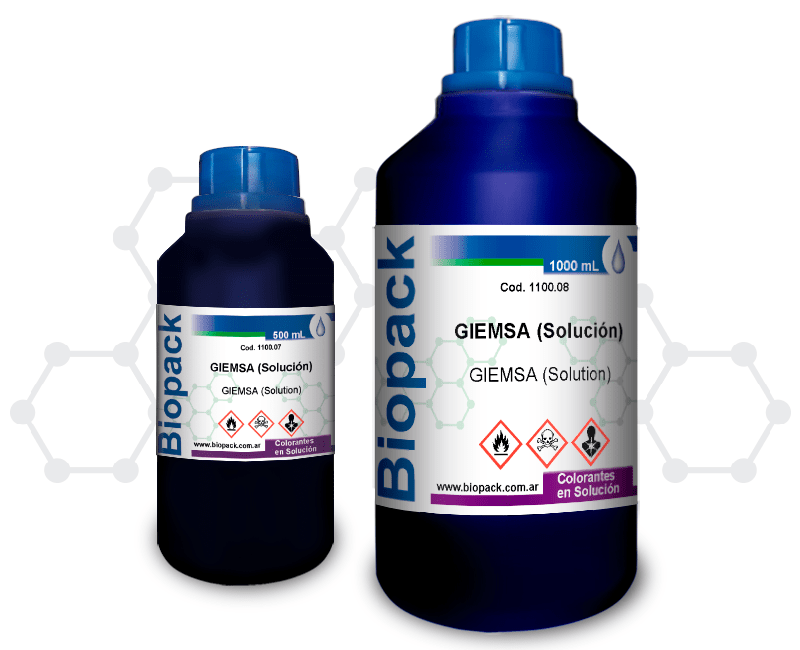 Biopack
500 mL
Cod. 1100.07
GIEMSA (Solución)
GIEMSA (Solution)
www.biopack.com.ar
Colorantes
en Solución
Biopack
1000 mL
Cod. 1100.08
GIEMSA (Solución)
GIEMSA (Solution)
www.biopack.com.ar
Colorantes
en Solución